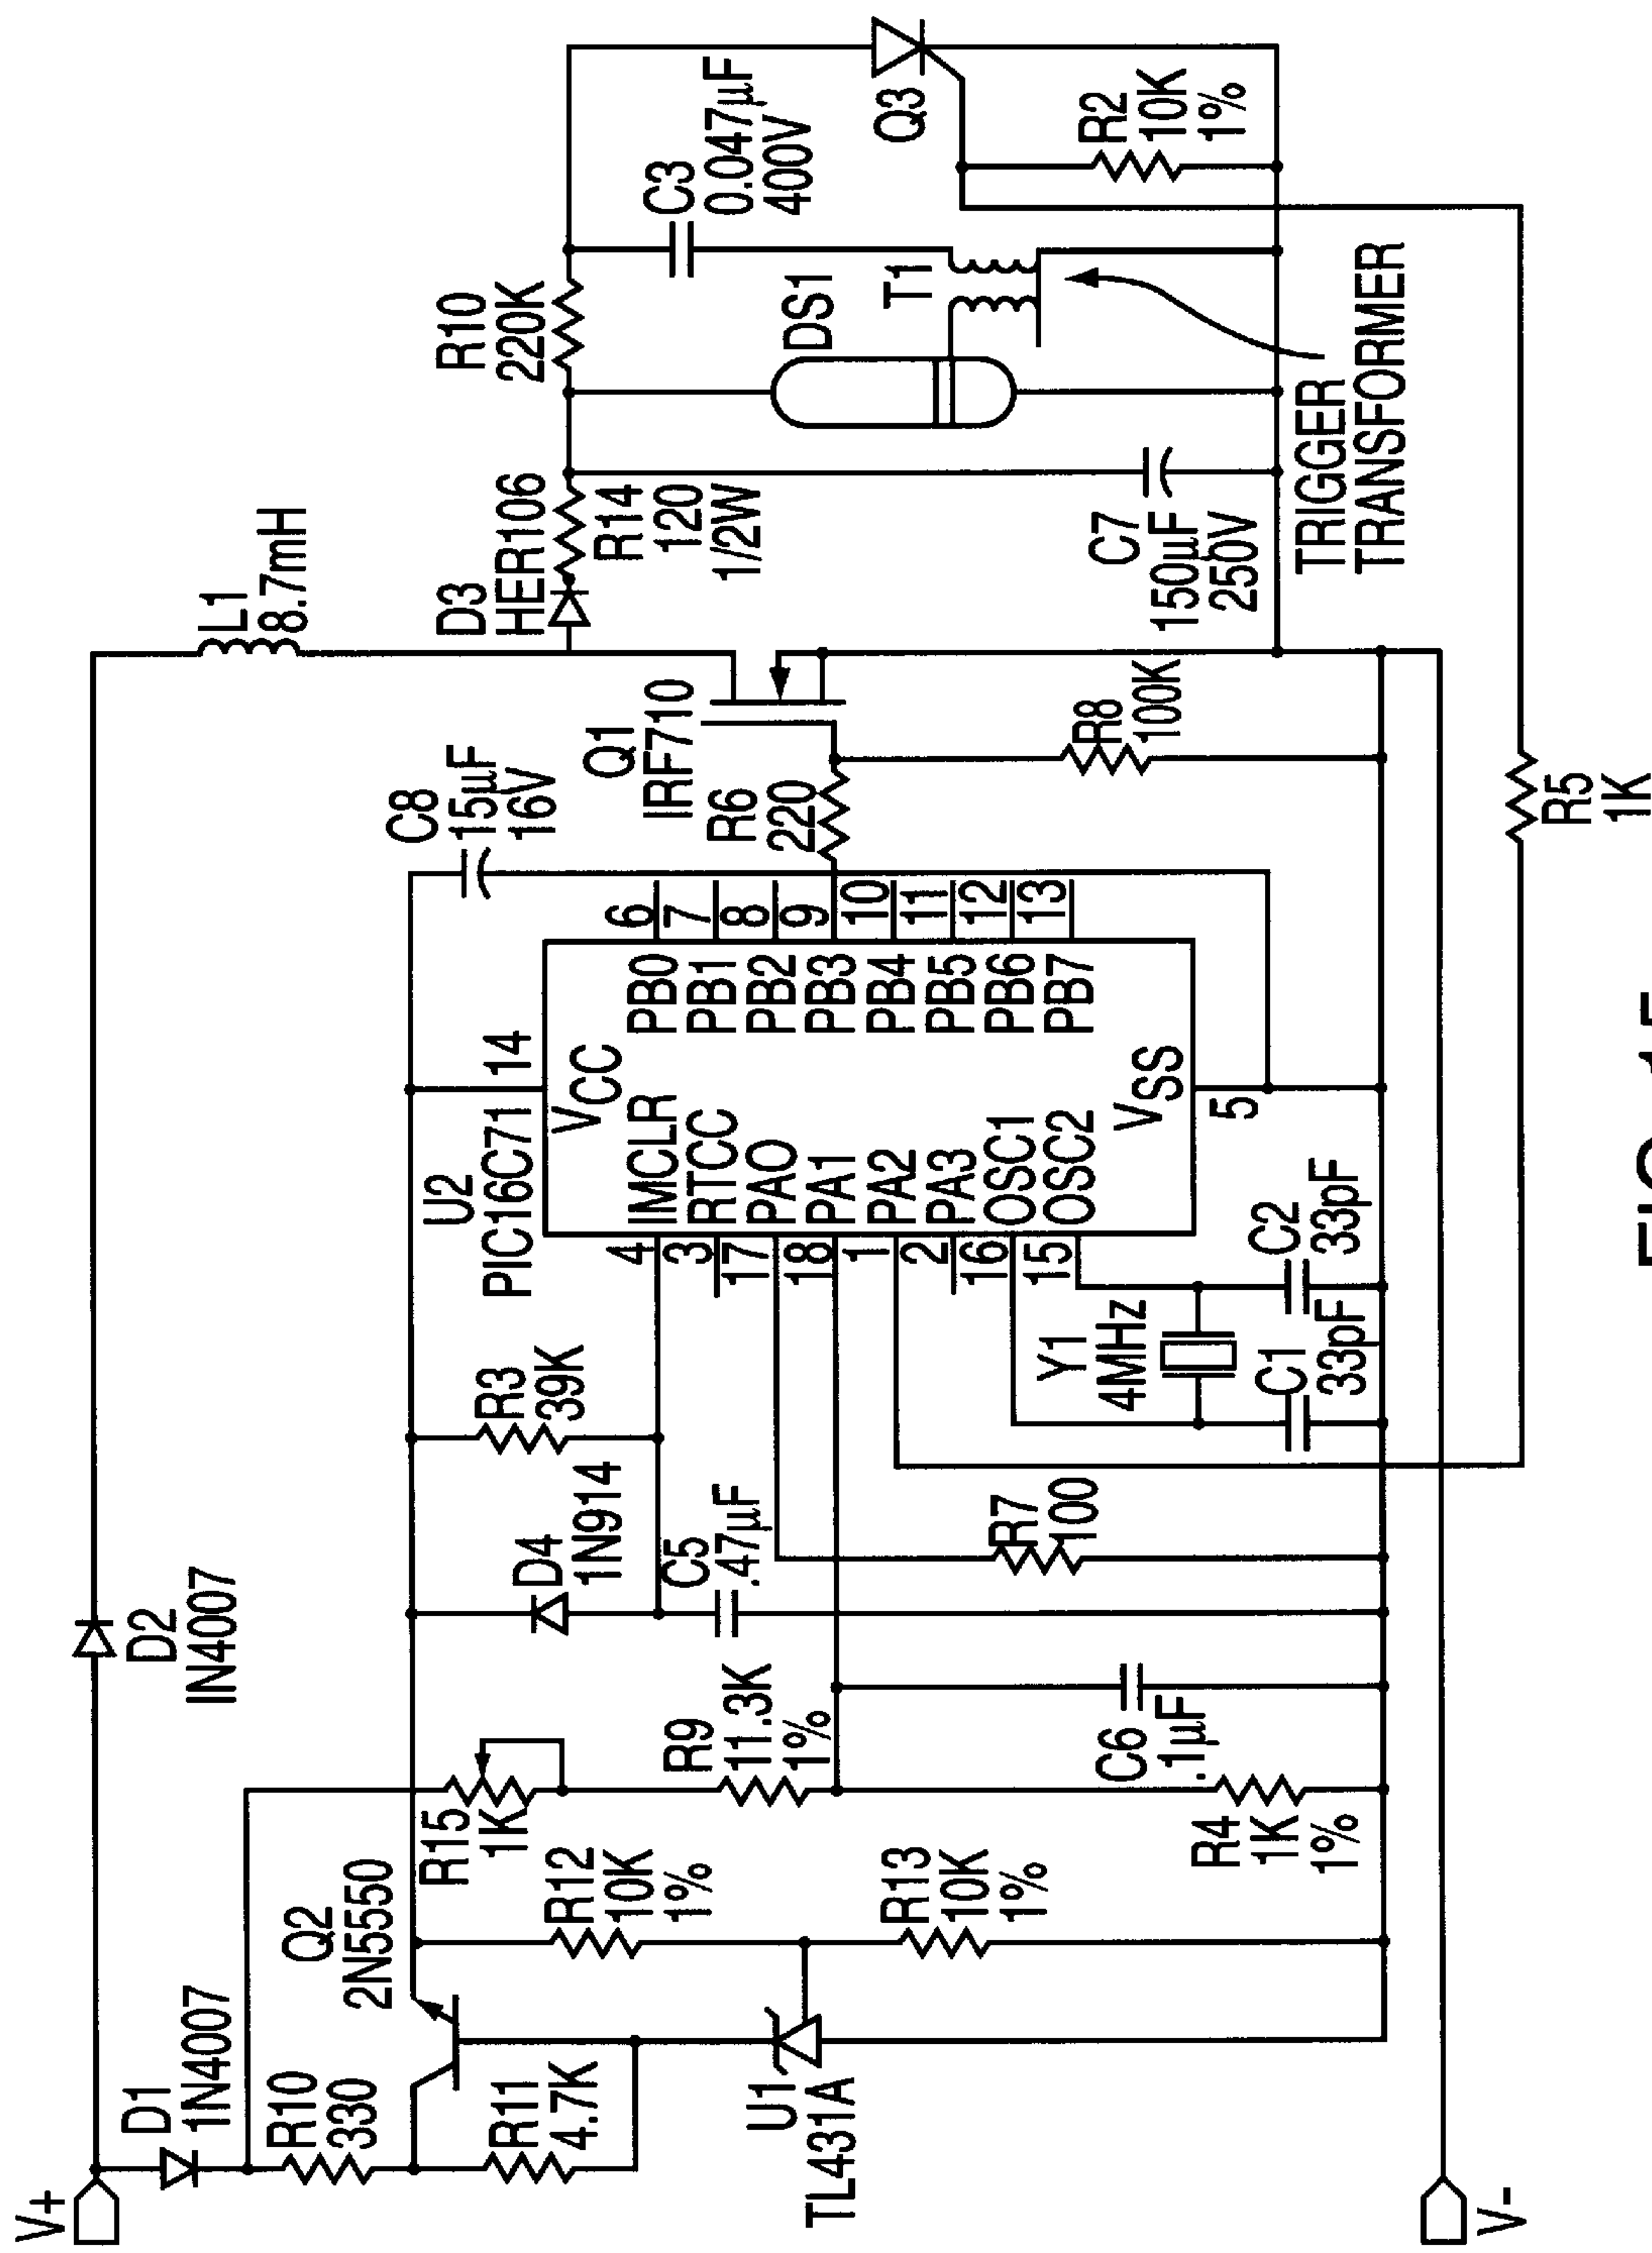 V+
D1
1N4007
D2
IN4007
L1
8.7mH
R10
330
R11
4.7K
Q2
2N5550
U1
TL431A
R12
10K
1%
R13
10K
1%
R15
1K
R9
11.3K
1%
R4
1K
1%
C6
.1µF
D4
1N914
C5
.47µF
R3
39K
R7
100
U2
PIC16C71
14
VCC
4
IMCLR
3
RTCC
17
PAO
18
PA1
1
PA2
2
PA3
16
OSC1
15
OSC2
VSS
5
PB0
6
PB1
7
PB2
8
PB3
9
PB4
10
PB5
11
PB6
12
PB7
13
Y1
4MHz
C1
33pF
C2
33pF
C8
15µF
16V
R6
220
Q1
IRF710
R8
100K
R5
1K
D3
HER106
R14
120
1/2W
C7
150µF
250V
R10
220K
DS1
T1
TRIGGER
TRANSFORMER
C3
0.047µF
400V
Q3
R2
10K
1%
V-